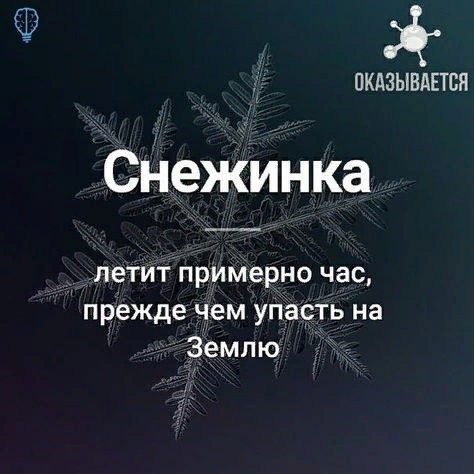 ОКАЗЫВАЕТСЯ
Снежинка
летит примерно час,
прежде чем упасть на
Землю